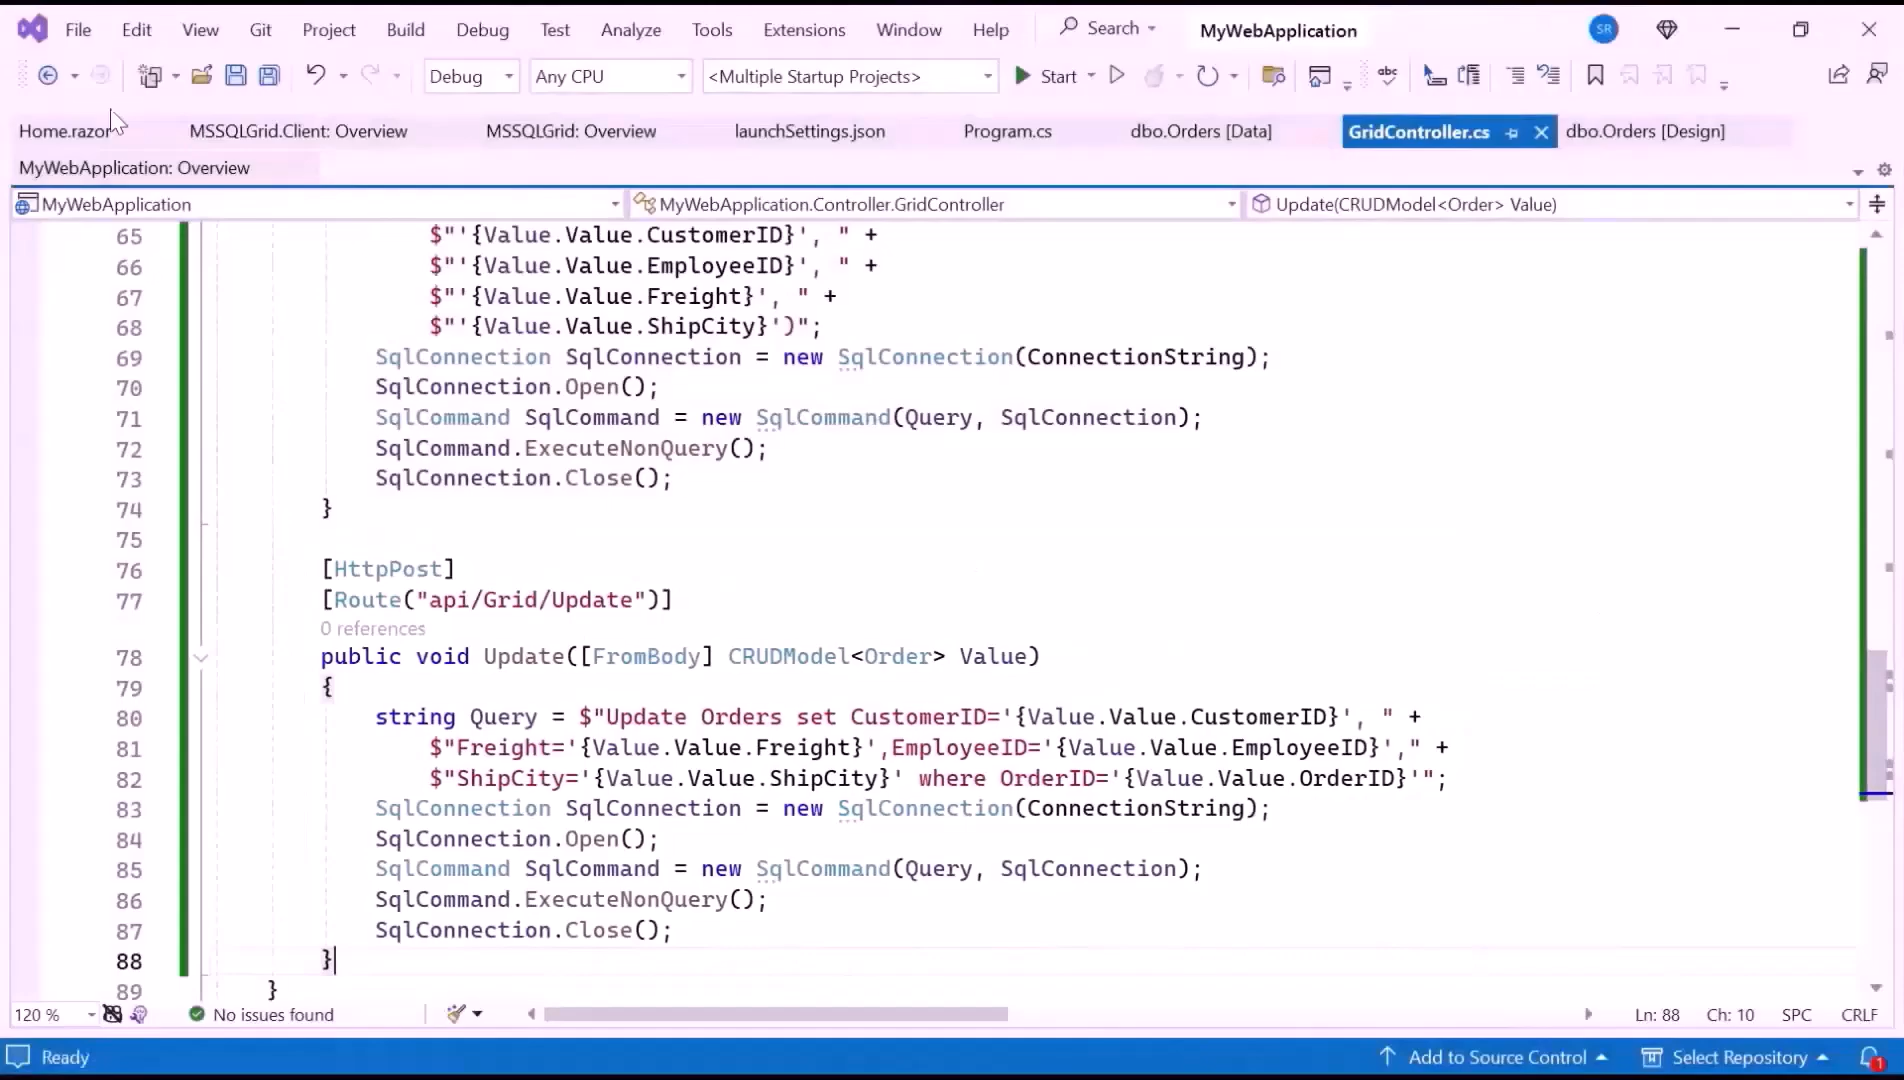 File Edit View Git Project Build Debug Test Analyze Tools Extensions Window Help Search MyWebApplication SR
Debug Any CPU <Multiple Startup Projects> Start abc
Home.razor MSSQLGrid.Client: Overview MSSQLGrid: Overview launchSettings.json Program.cs dbo.Orders [Data] GridController.cs dbo.Orders [Design]
MyWebApplication: Overview
MyWebApplication MyWebApplication.Controller.GridController Update(CRUDModel<Order> Value)
65 $"'{Value.Value.CustomerID}', " +
66 $"'{Value.Value.EmployeeID}', " +
67 $"'{Value.Value.Freight}', " +
68 $"'{Value.Value.ShipCity}')";
69 SqlConnection SqlConnection = new SqlConnection(ConnectionString);
70 SqlConnection.Open();
71 SqlCommand SqlCommand = new SqlCommand(Query, SqlConnection);
72 SqlCommand.ExecuteNonQuery();
73 SqlConnection.Close();
74 }
75
76 [HttpPost]
77 [Route("api/Grid/Update")]
0 references
78 public void Update([FromBody] CRUDModel<Order> Value)
79 {
80 string Query = $"Update Orders set CustomerID='{Value.Value.CustomerID}', " +
81 $"Freight='{Value.Value.Freight}',EmployeeID='{Value.Value.EmployeeID}'," +
82 $"ShipCity='{Value.Value.ShipCity}' where OrderID='{Value.Value.OrderID}'";
83 SqlConnection SqlConnection = new SqlConnection(ConnectionString);
84 SqlConnection.Open();
85 SqlCommand SqlCommand = new SqlCommand(Query, SqlConnection);
86 SqlCommand.ExecuteNonQuery();
87 SqlConnection.Close();
88 }
89 }
120 % No issues found Ln: 88 Ch: 10 SPC CRLF
Ready Add to Source Control Select Repository 1